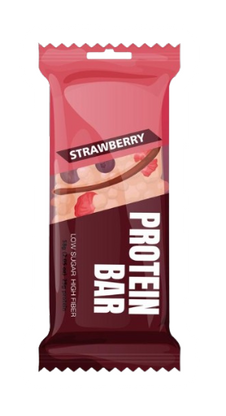 STRAWBERRY
PROTEIN
BAR
LOW SUGAR HIGH FIBER